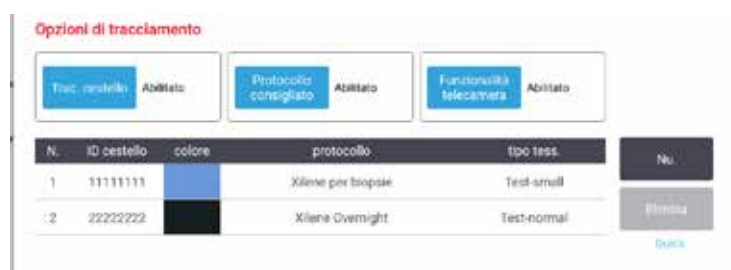 Opzioni di tracciamento
Trac. cestello Abilitato
Protocollo consigliato Abilitato
Funzionalità telecamera Abilitato
N. ID cestello colore protocollo tipo tess.
1 11111111 Xilene per biopsie Test-small
2 22222222 Xilene Overnight Test-normal
Nu.
Elimina